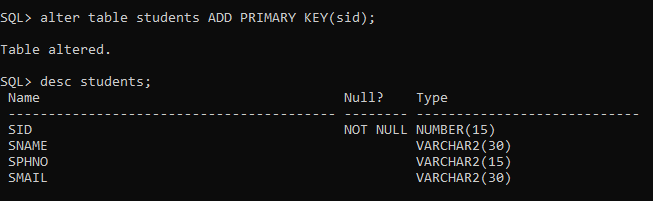 SQL> alter table students ADD PRIMARY KEY(sid);
Table altered.
SQL> desc students;
Name                                      Null?    Type
----------------------------------------- -------- ----------------------------
SID                                       NOT NULL NUMBER(15)
SNAME                                              VARCHAR2(30)
SPHNO                                              VARCHAR2(15)
SMAIL                                              VARCHAR2(30)